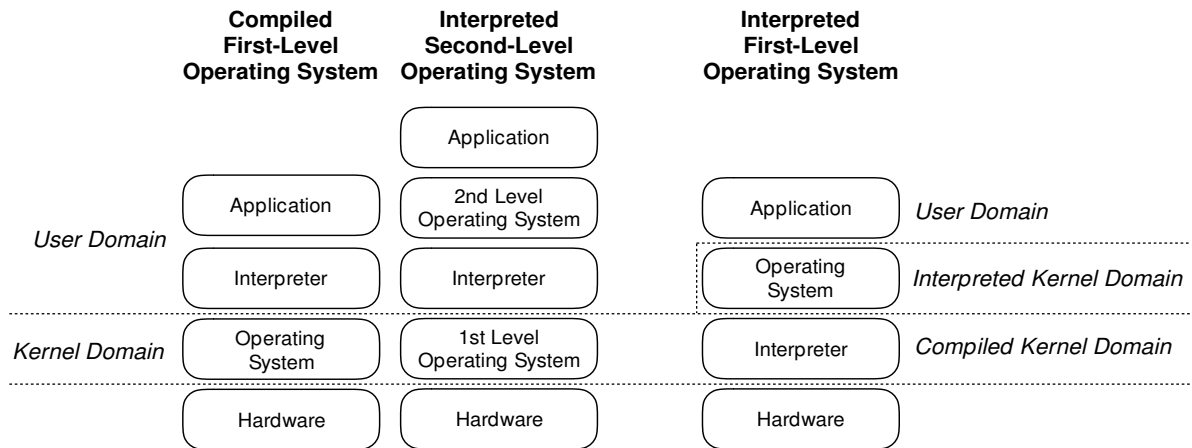 Compiled
First-Level
Operating System
Interpreted
Second-Level
Operating System
Interpreted
First-Level
Operating System
Application
Application
2nd Level
Operating System
Application
User Domain
User Domain
Interpreter
Interpreter
Operating
System
Interpreted Kernel Domain
Kernel Domain
Operating
System
1st Level
Operating System
Interpreter
Compiled Kernel Domain
Hardware
Hardware
Hardware